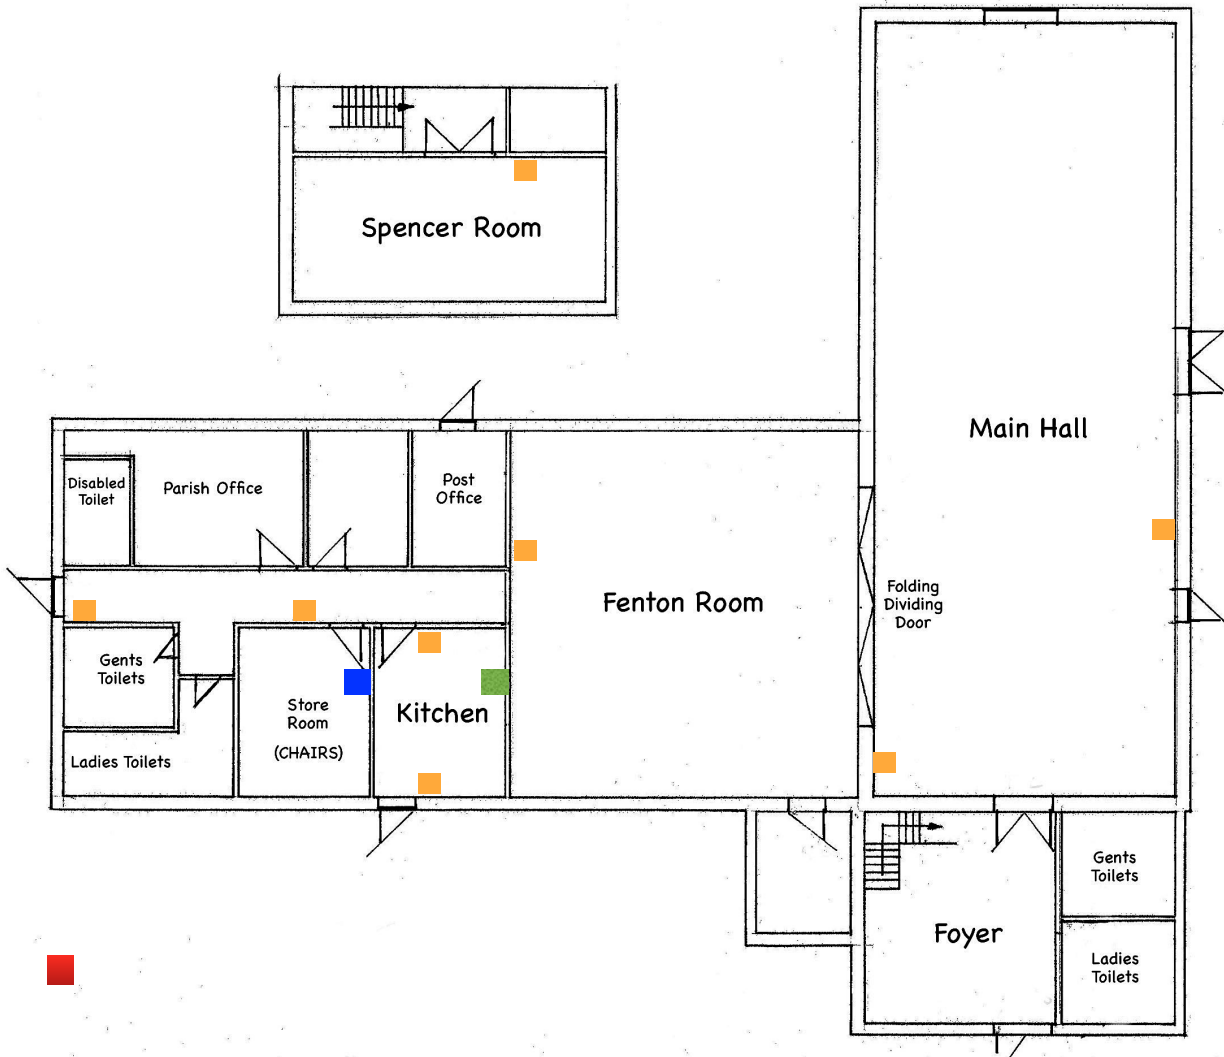 Spencer Room
Main Hall
Disabled
Toilet
Parish Office
Post
Office
Fenton Room
Folding
Dividing
Door
Gents
Toilets
Store
Room
(CHAIRS)
Kitchen
Ladies Toilets
Gents
Toilets
Foyer
Ladies
Toilets